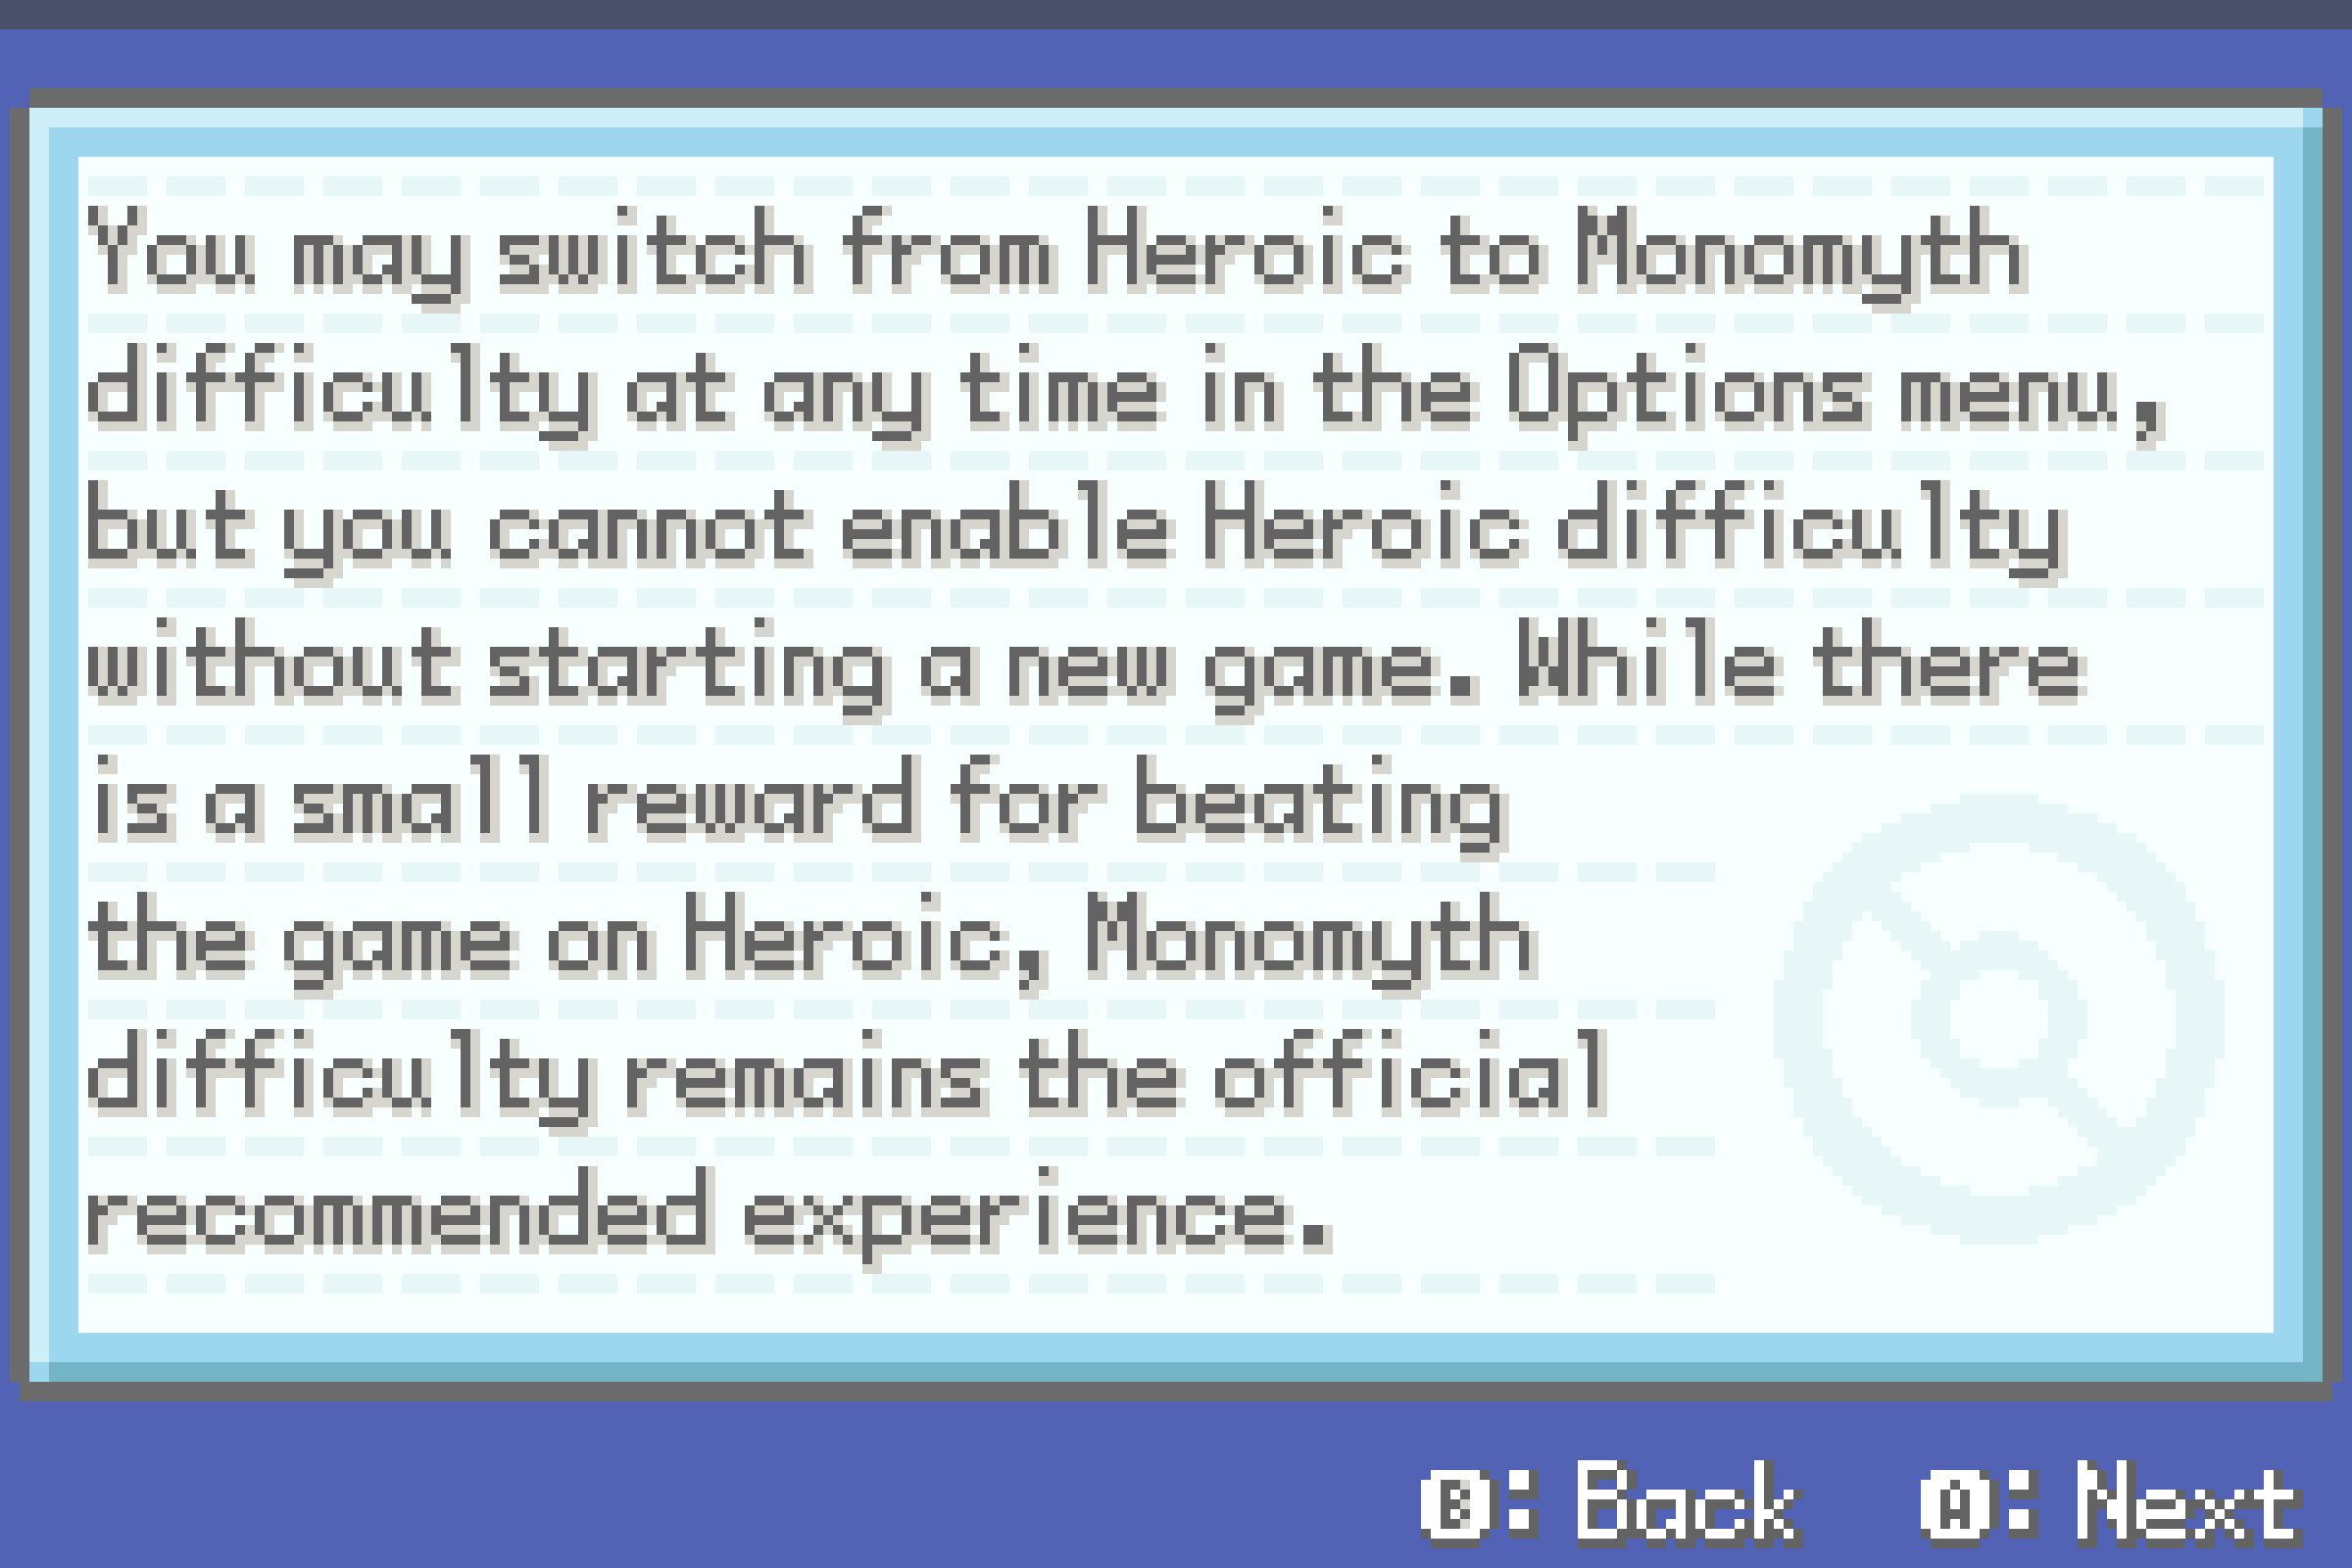 You may switch from Heroic to Monomyth
difficulty at any time in the Options menu,
but you cannot enable Heroic difficulty
without starting a new game. While there
is a small reward for beating
the game on Heroic, Monomyth
difficulty remains the official
recommended experience.
B: Back A: Next